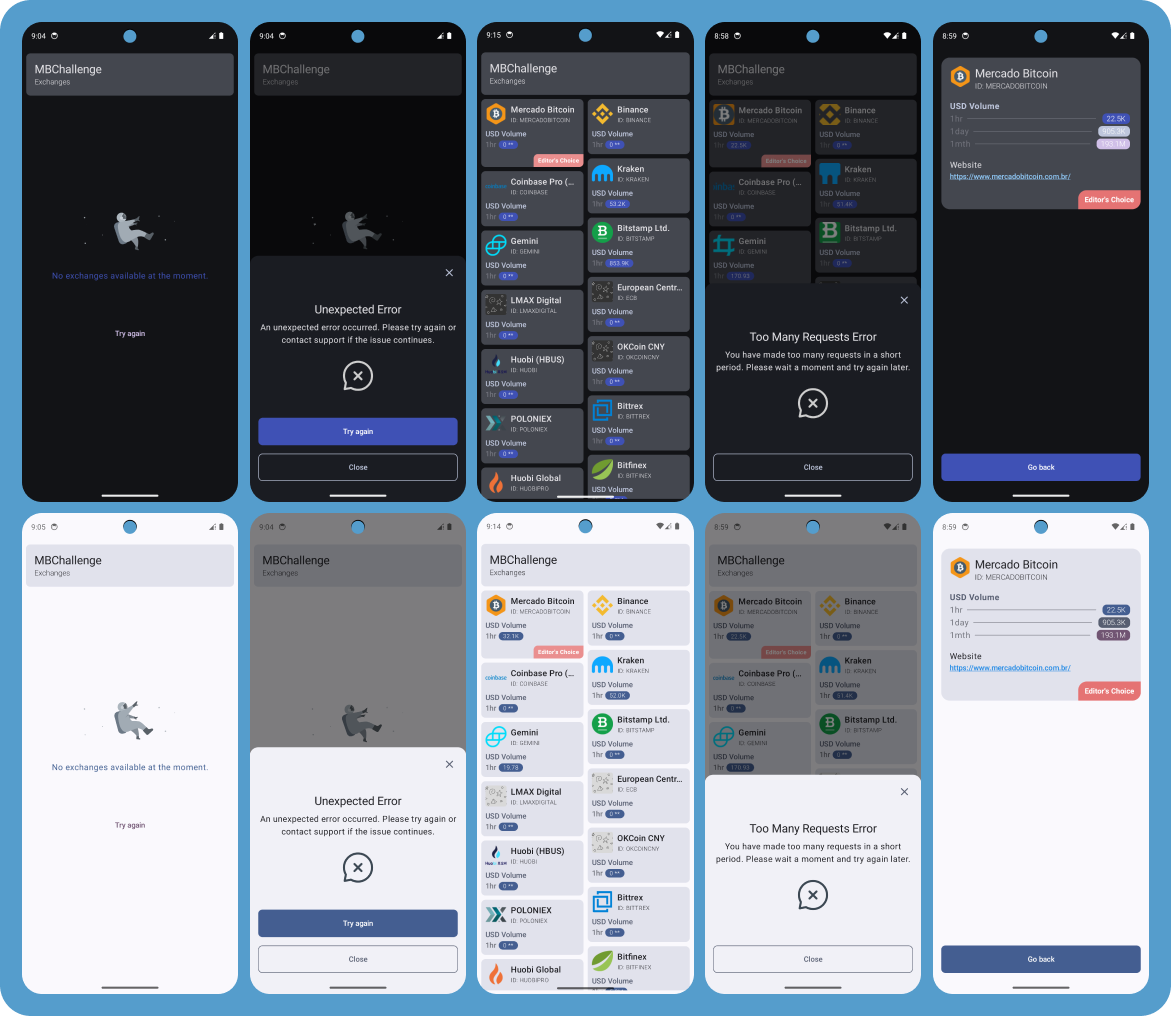 9:04
MBChallenge
Exchanges
No exchanges available at the moment.
Try again
9:04
MBChallenge
Exchanges
Unexpected Error
An unexpected error occurred. Please try again or
contact support if the issue continues.
Try again
Close
9:15
MBChallenge
Exchanges
Mercado Bitcoin
ID: MERCADOBITCOIN
USD Volume
1hr 0 **
Editor's Choice
Binance
ID: BINANCE
USD Volume
1hr 0 **
Coinbase Pro (...
ID: COINBASE
USD Volume
1hr 0 **
Kraken
ID: KRAKEN
USD Volume
1hr 53.2K
Gemini
ID: GEMINI
USD Volume
1hr 0 **
Bitstamp Ltd.
ID: BITSTAMP
USD Volume
1hr 853.9K
LMAX Digital
ID: LMAXDIGITAL
USD Volume
1hr 0 **
European Centr...
ID: ECB
USD Volume
1hr 0 **
Huobi (HBUS)
ID: HUOBI
USD Volume
1hr 0 **
OKCoin CNY
ID: OKCOINCNY
USD Volume
1hr 0 **
POLONIEX
ID: POLONIEX
USD Volume
1hr 0 **
Bittrex
ID: BITTREX
USD Volume
1hr 0 **
Huobi Global
ID: HUOBIPRO
Bitfinex
ID: BITFINEX
USD Volume
8:58
MBChallenge
Exchanges
Mercado Bitcoin
ID: MERCADOBITCOIN
USD Volume
1hr 22.5K
Editor's Choice
Binance
ID: BINANCE
USD Volume
1hr 0 **
Coinbase Pro (...
ID: COINBASE
USD Volume
1hr 0 **
Kraken
ID: KRAKEN
USD Volume
1hr 51.4K
Gemini
ID: GEMINI
USD Volume
1hr 170.93
Bitstamp Ltd.
ID: BITSTAMP
USD Volume
1hr 0 **
Too Many Requests Error
You have made too many requests in a short
period. Please wait a moment and try again later.
Close
8:59
Mercado Bitcoin
ID: MERCADOBITCOIN
USD Volume
1hr 22.5K
1day 905.3K
1mth 193.1M
Website
https://www.mercadobitcoin.com.br/
Editor's Choice
Go back
9:05
MBChallenge
Exchanges
No exchanges available at the moment.
Try again
9:04
MBChallenge
Exchanges
Unexpected Error
An unexpected error occurred. Please try again or
contact support if the issue continues.
Try again
Close
9:14
MBChallenge
Exchanges
Mercado Bitcoin
ID: MERCADOBITCOIN
USD Volume
1hr 32.1K
Editor's Choice
Binance
ID: BINANCE
USD Volume
1hr 0 **
coinbase
Coinbase Pro (...
ID: COINBASE
USD Volume
1hr 0 **
Kraken
ID: KRAKEN
USD Volume
1hr 52.0K
Gemini
ID: GEMINI
USD Volume
1hr 19.78
Bitstamp Ltd.
ID: BITSTAMP
USD Volume
1hr 0 **
LMAX Digital
ID: LMAXDIGITAL
USD Volume
1hr 0 **
European Centr...
ID: ECB
USD Volume
1hr 0 **
Huobi (HBUS)
ID: HUOBI
USD Volume
1hr 0 **
OKCoin CNY
ID: OKCOINCNY
USD Volume
1hr 0 **
POLONIEX
ID: POLONIEX
USD Volume
1hr 0 **
Bittrex
ID: BITTREX
USD Volume
1hr 0 **
Huobi Global
ID: HUOBIPRO
USD Volume
Bitfinex
ID: BITFINEX
USD Volume
8:59
MBChallenge
Exchanges
Mercado Bitcoin
ID: MERCADOBITCOIN
USD Volume
1hr 22.5K
Editor's Choice
Binance
ID: BINANCE
USD Volume
1hr 0 **
coinbase
Coinbase Pro (...
ID: COINBASE
USD Volume
1hr 0 **
Kraken
ID: KRAKEN
USD Volume
1hr 51.4K
Gemini
ID: GEMINI
USD Volume
1hr 170.93
Bitstamp Ltd.
ID: BITSTAMP
USD Volume
1hr 0 **
Too Many Requests Error
You have made too many requests in a short
period. Please wait a moment and try again later.
Close
8:59
Mercado Bitcoin
ID: MERCADOBITCOIN
USD Volume
1hr 22.5K
1day 905.3K
1mth 193.1M
Website
https://www.mercadobitcoin.com.br/
Editor's Choice
Go back